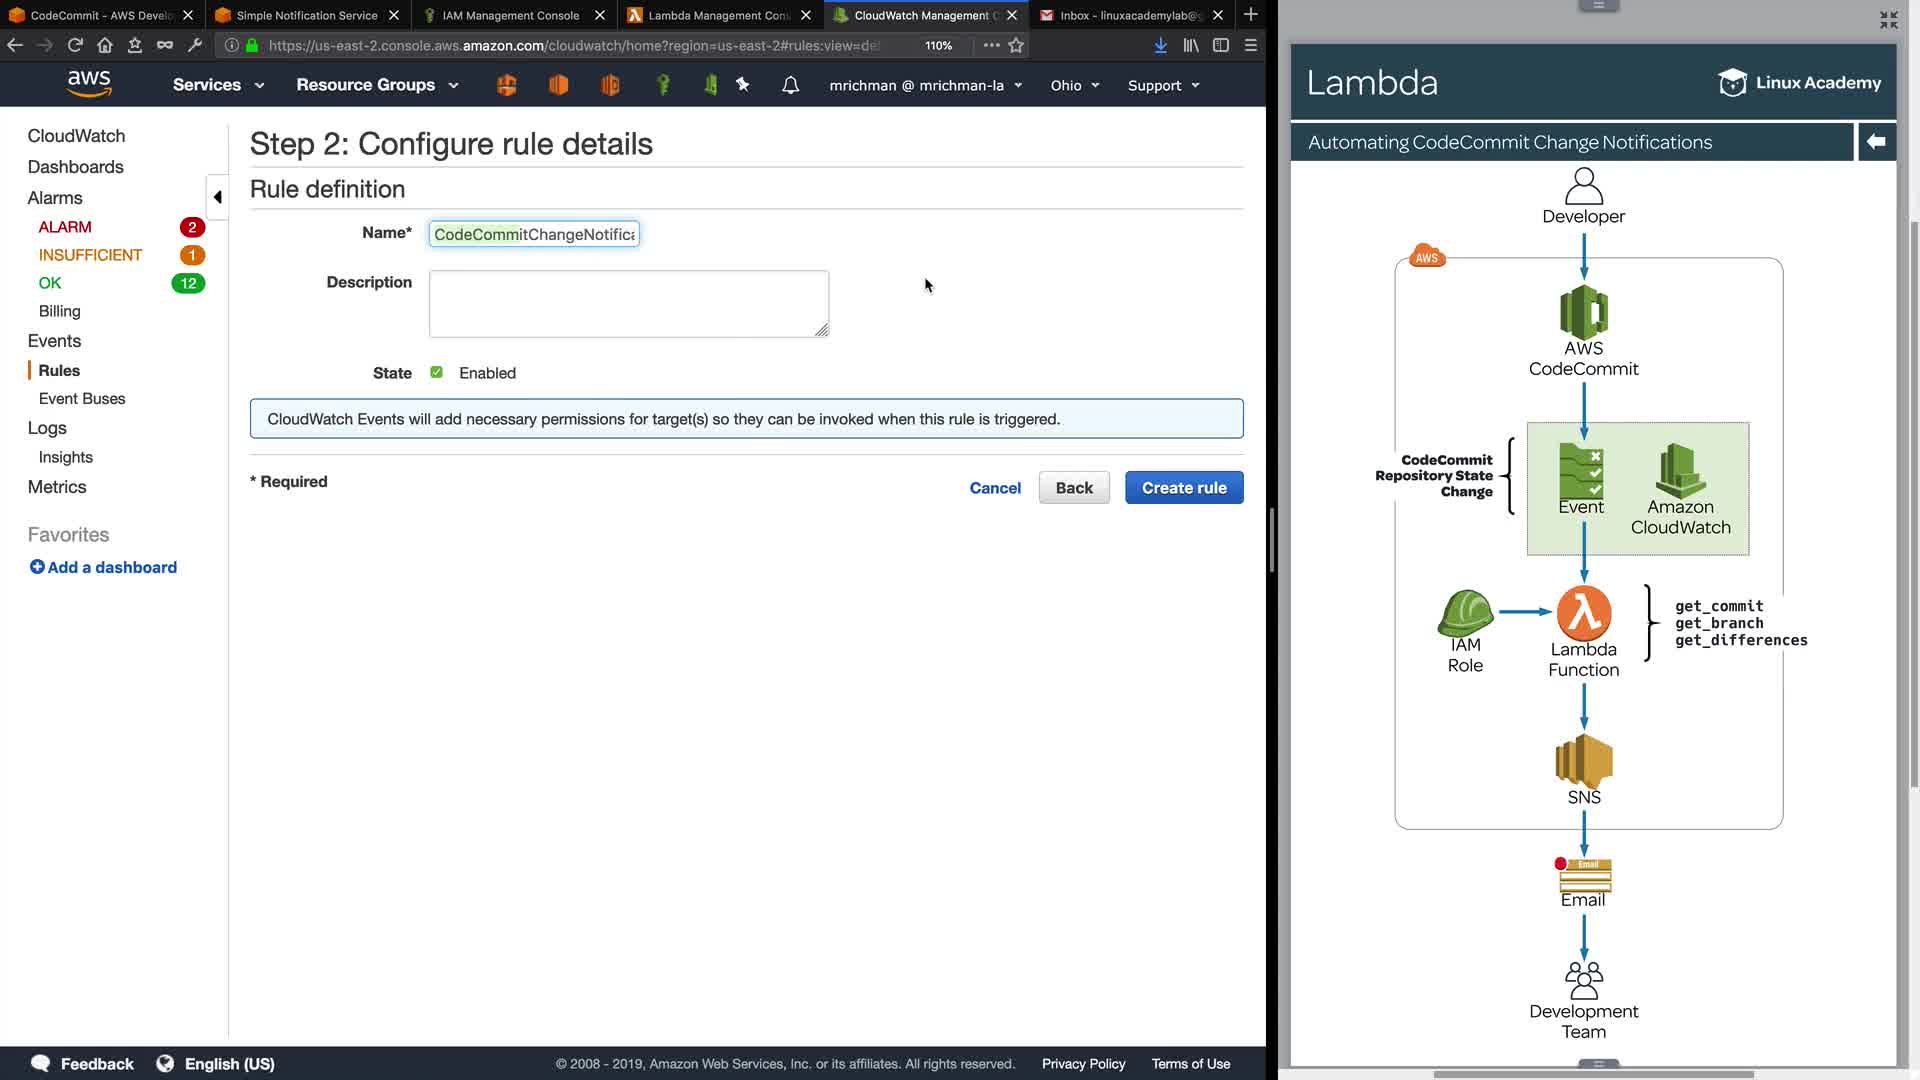 CodeCommit - AWS Develo
Simple Notification Service
IAM Management Console
Lambda Management Con
CloudWatch Management C
Inbox - linuxacademylab@g
https://us-east-2.console.aws.amazon.com/cloudwatch/home?region=us-east-2#rules:view=de
110%
aws
Services
Resource Groups
mrichman @ mrichman-la
Ohio
Support
CloudWatch
Dashboards
Alarms
ALARM 2
INSUFFICIENT 1
OK 12
Billing
Events
Rules
Event Buses
Logs
Insights
Metrics
Favorites
Add a dashboard
Step 2: Configure rule details
Rule definition
Name* CodeCommitChangeNotifica
Description
State Enabled
CloudWatch Events will add necessary permissions for target(s) so they can be invoked when this rule is triggered.
* Required
Cancel
Back
Create rule
Feedback
English (US)
© 2008 - 2019, Amazon Web Services, Inc. or its affiliates. All rights reserved.
Privacy Policy
Terms of Use
Lambda
Linux Academy
Automating CodeCommit Change Notifications
Developer
AWS
AWS
CodeCommit
CodeCommit
Repository State
Change
Event
Amazon
CloudWatch
IAM
Role
Lambda
Function
get_commit
get_branch
get_differences
SNS
Email
Email
Development
Team